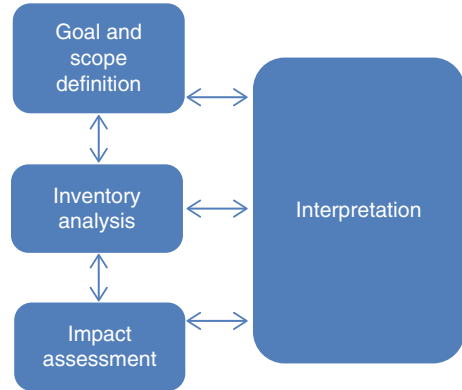 Goal and
scope
definition
Inventory
analysis
Interpretation
Impact
assessment